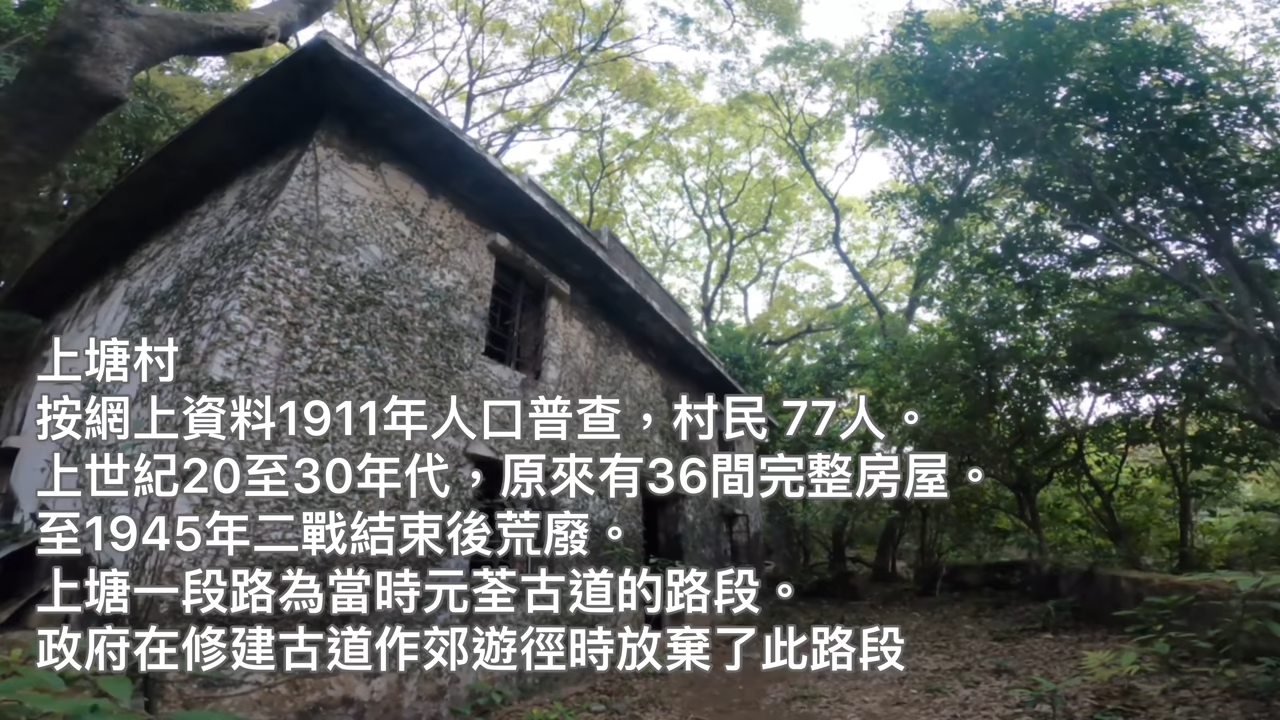 上塘村
按網上資料1911年人口普查，村民 77人。
上世紀20至30年代，原來有36間完整房屋。
至1945年二戰結束後荒廢。
上塘一段路為當時元荃古道的路段。
政府在修建古道作郊遊徑時放棄了此路段